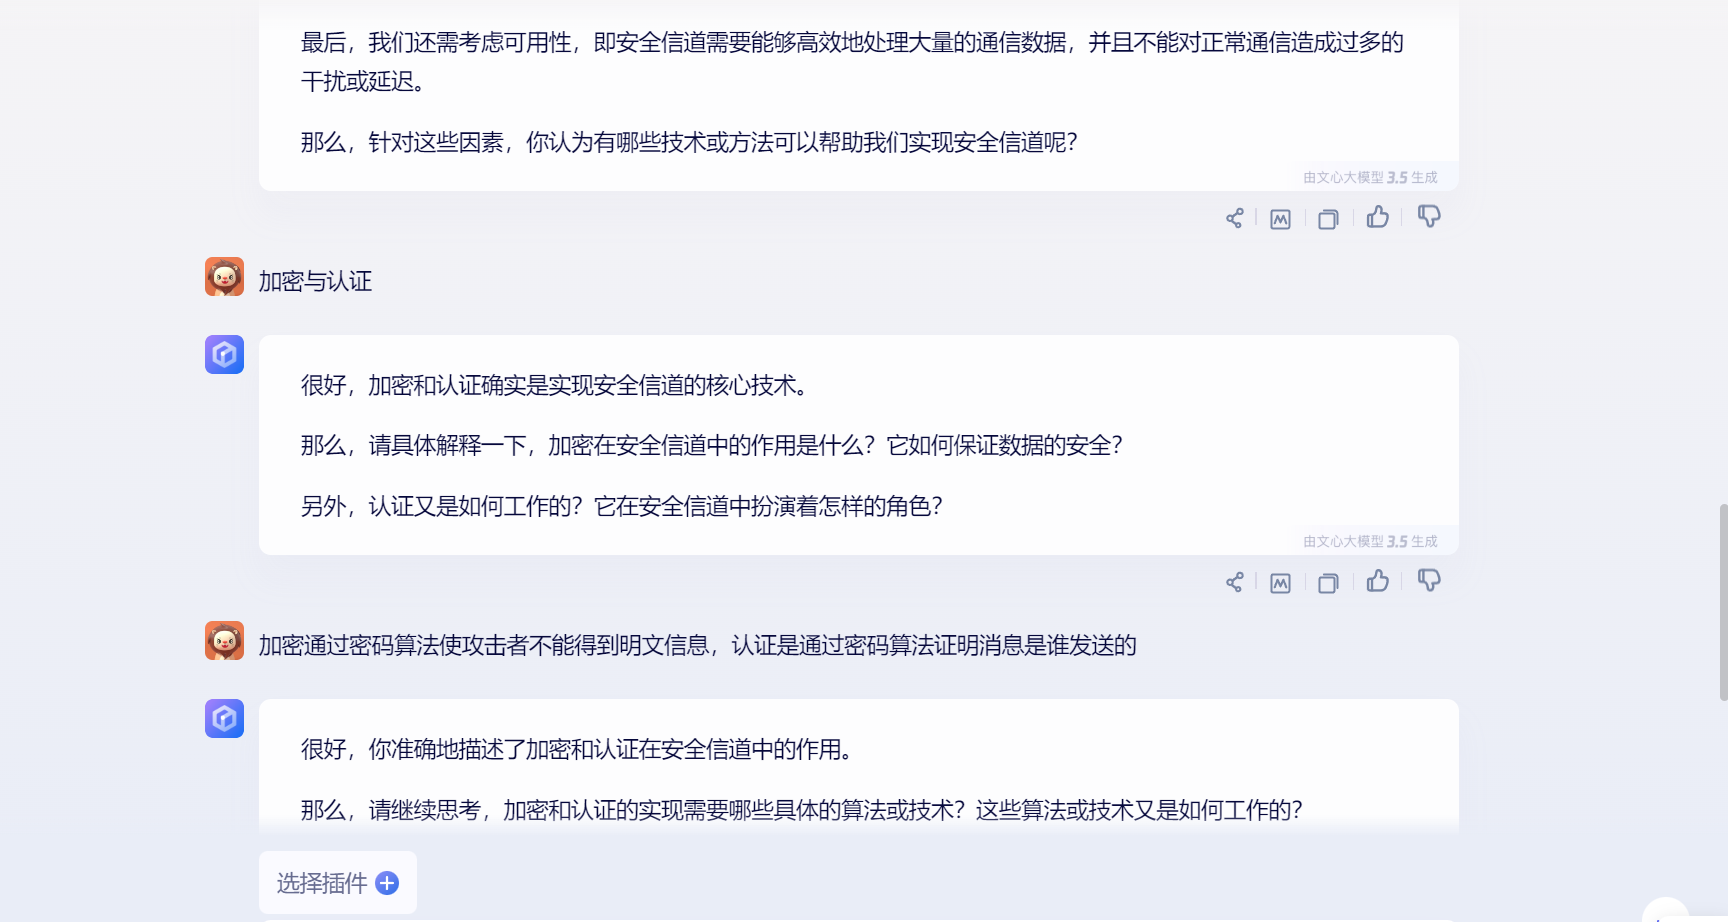 最后，我们还需考虑可用性，即安全信道需要能够高效地处理大量的通信数据，并且不能对正常通信造成过多的
干扰或延迟。
那么，针对这些因素，你认为有哪些技术或方法可以帮助我们实现安全信道呢？
由文心大模型 3.5 生成
加密与认证
很好，加密和认证确实是实现安全信道的核心技术。
那么，请具体解释一下，加密在安全信道中的作用是什么？它如何保证数据的安全？
另外，认证又是如何工作的？它在安全信道中扮演着怎样的角色？
由文心大模型 3.5 生成
加密通过密码算法使攻击者不能得到明文信息，认证是通过密码算法证明消息是谁发送的
很好，你准确地描述了加密和认证在安全信道中的作用。
那么，请继续思考，加密和认证的实现需要哪些具体的算法或技术？这些算法或技术又是如何工作的？
选择插件